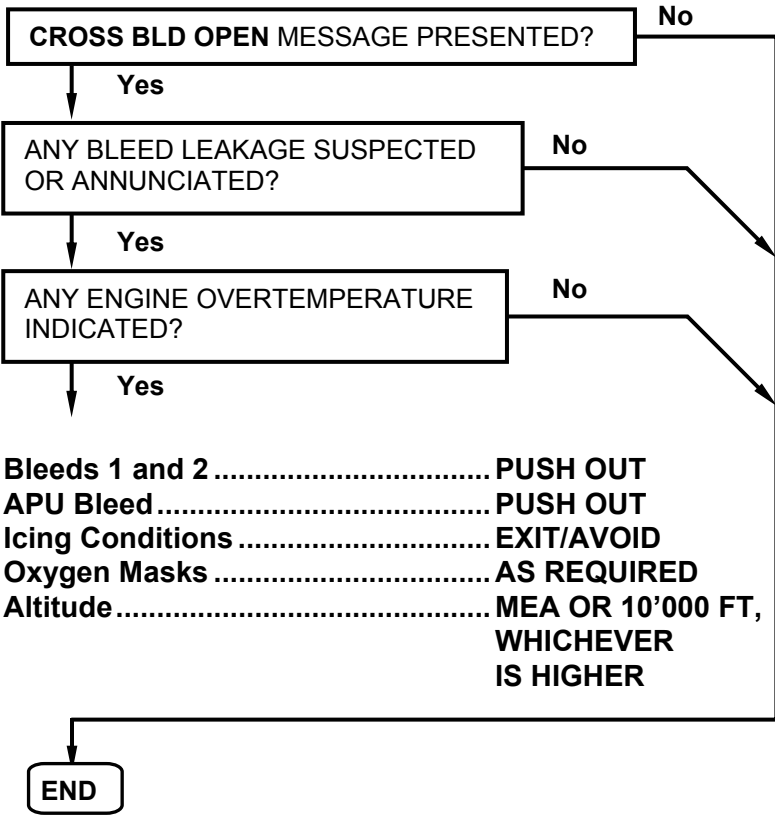 No
CROSS BLD OPEN MESSAGE PRESENTED?
Yes
ANY BLEED LEAKAGE SUSPECTED
OR ANNUNCIATED?
No
Yes
ANY ENGINE OVERTEMPERATURE
INDICATED?
No
Yes
Bleeds 1 and 2 .................................. PUSH OUT
APU Bleed......................................... PUSH OUT
Icing Conditions ............................... EXIT/AVOID
Oxygen Masks .................................. AS REQUIRED
Altitude.............................................. MEA OR 10’000 FT,
WHICHEVER
IS HIGHER
END